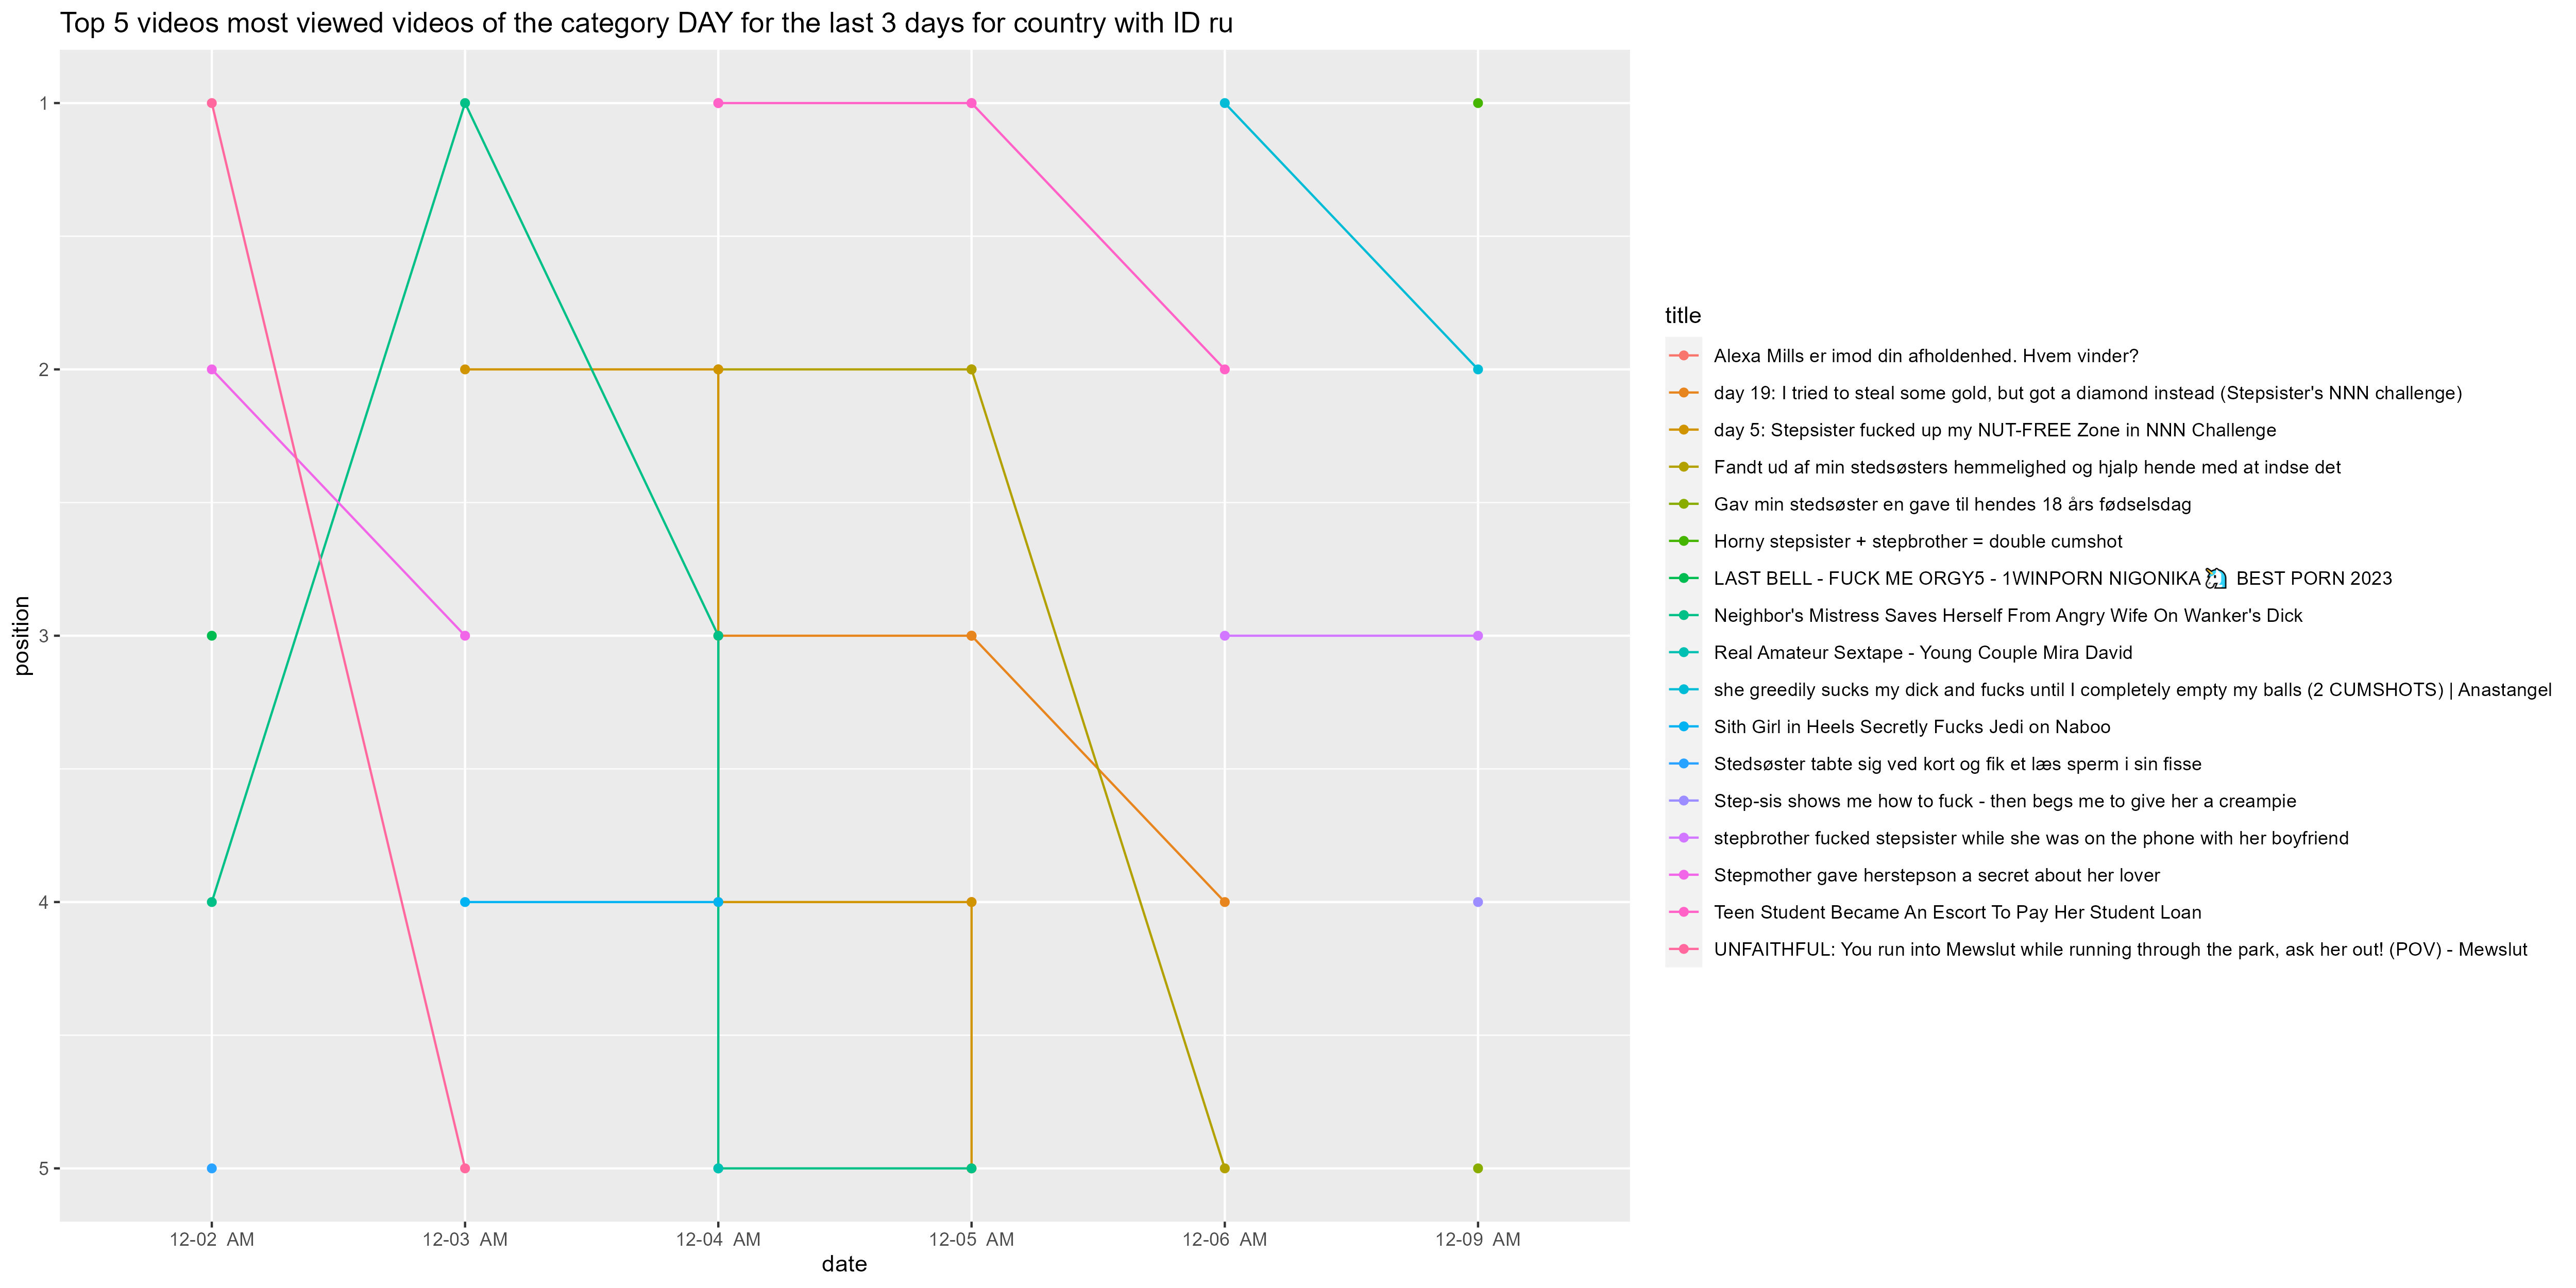 Top 5 videos most viewed videos of the category DAY for the last 3 days for country with ID ru
position
1
2
3
4
5
12-02 AM
12-03 AM
12-04 AM
12-05 AM
12-06 AM
12-09 AM
date
title
Alexa Mills er imod din afholdenhed. Hvem vinder?
day 19: I tried to steal some gold, but got a diamond instead (Stepsister's NNN challenge)
day 5: Stepsister fucked up my NUT-FREE Zone in NNN Challenge
Fandt ud af min stedsøsters hemmelighed og hjalp hende med at indse det
Gav min stedsøster en gave til hendes 18 års fødselsdag
Horny stepsister + stepbrother = double cumshot
LAST BELL - FUCK ME ORGY5 - 1WINPORN NIGONIKA 🦄 BEST PORN 2023
Neighbor's Mistress Saves Herself From Angry Wife On Wanker's Dick
Real Amateur Sextape - Young Couple Mira David
she greedily sucks my dick and fucks until I completely empty my balls (2 CUMSHOTS) | Anastangel
Sith Girl in Heels Secretly Fucks Jedi on Naboo
Stedsøster tabte sig ved kort og fik et læs sperm i sin fisse
Step-sis shows me how to fuck - then begs me to give her a creampie
stepbrother fucked stepsister while she was on the phone with her boyfriend
Stepmother gave herstepson a secret about her lover
Teen Student Became An Escort To Pay Her Student Loan
UNFAITHFUL: You run into Mewslut while running through the park, ask her out! (POV) - Mewslut